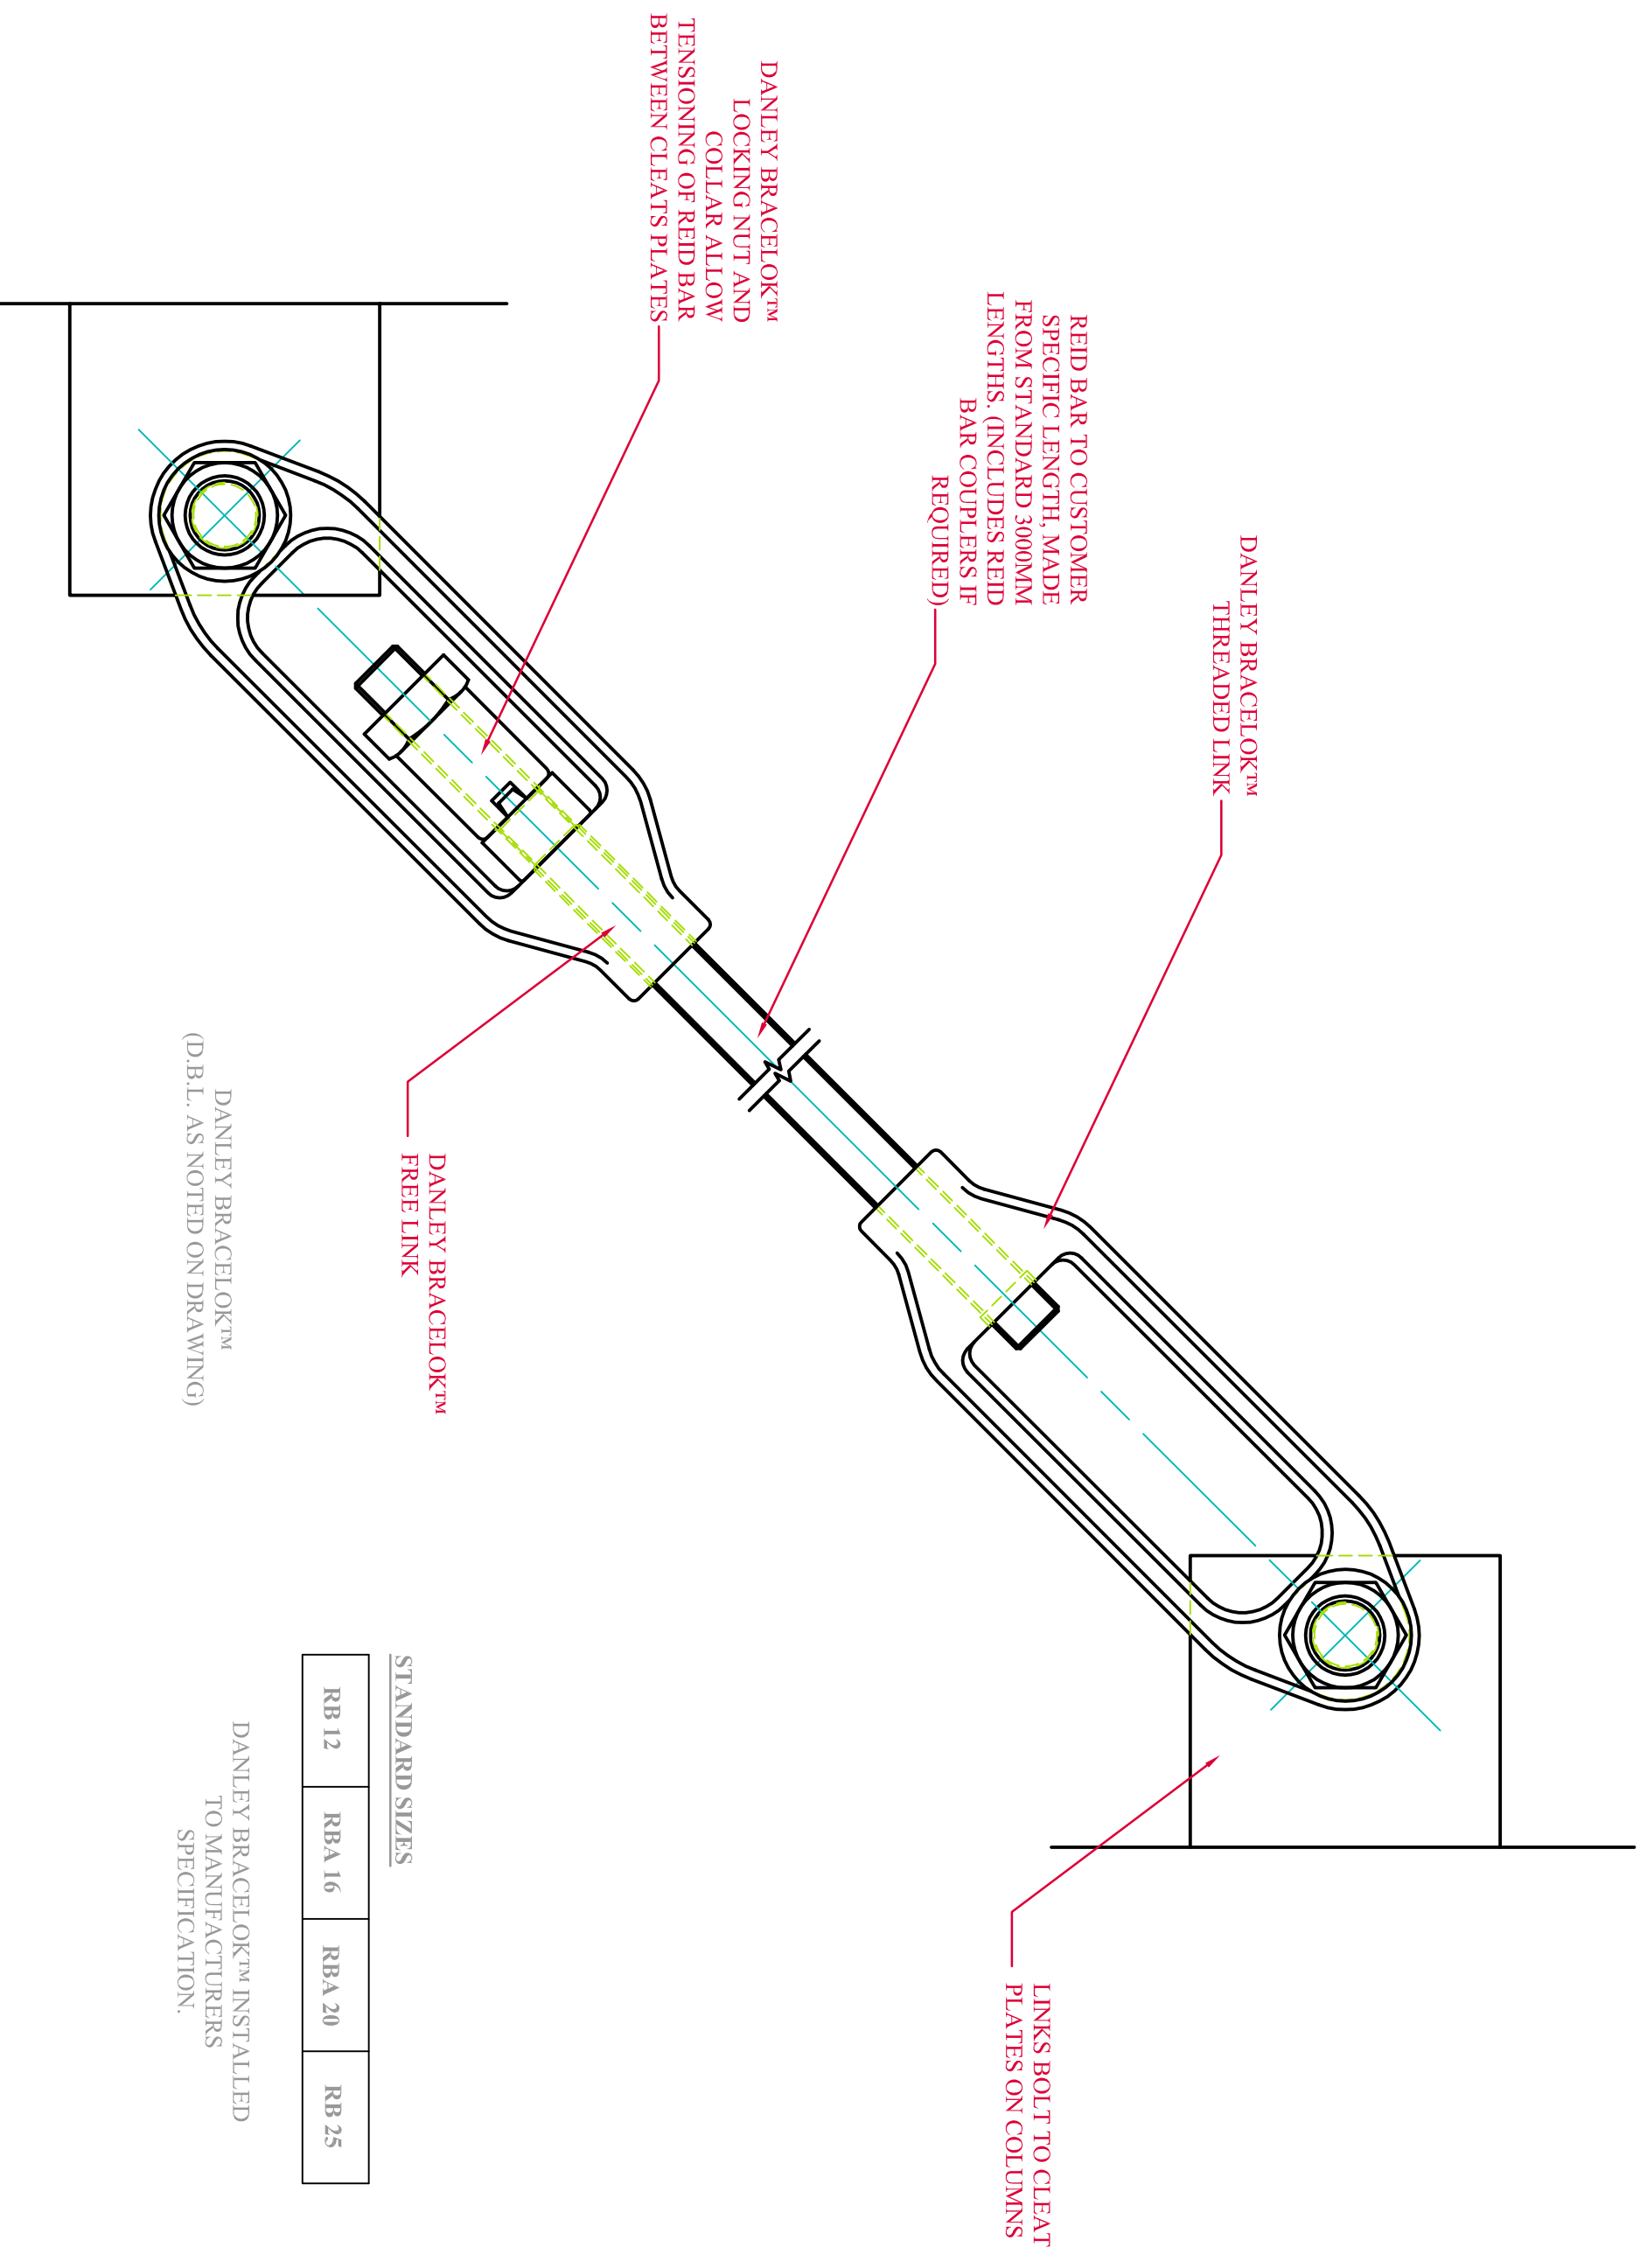 DANLEY BRACELOK™
LOCKING NUT AND
COLLAR ALLOW
TENSIONING OF REID BAR
BETWEEN CLEATS PLATES
REID BAR TO CUSTOMER
SPECIFIC LENGTH, MADE
FROM STANDARD 3000MM
LENGTHS. (INCLUDES REID
BAR COUPLERS IF
REQUIRED)
DANLEY BRACELOK™
THREADED LINK
DANLEY BRACELOK™
FREE LINK
LINKS BOLT TO CLEAT
PLATES ON COLUMNS
DANLEY BRACELOK™
(D.B.L. AS NOTED ON DRAWING)
STANDARD SIZES
RB 12
RBA 16
RBA 20
RB 25
DANLEY BRACELOK™ INSTALLED
TO MANUFACTURERS
SPECIFICATION.